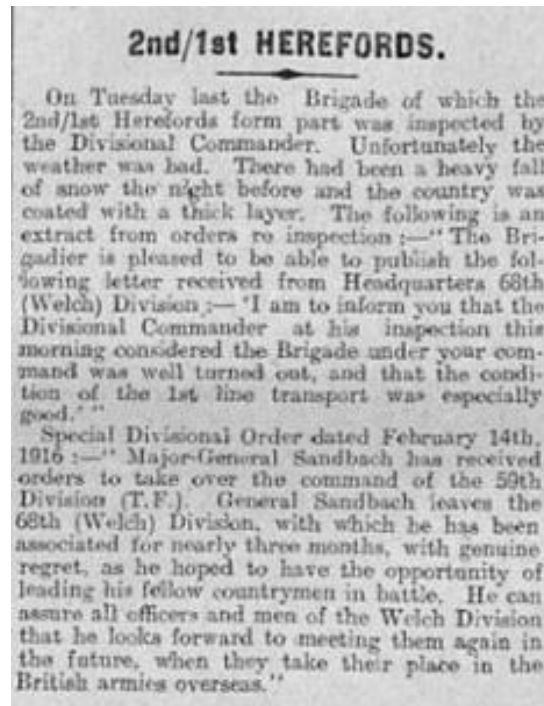 2nd/1st HEREFORDS.
On Tuesday last the Brigade of which the
2nd/1st Herefords form part was inspected by
the Divisional Commander. Unfortunately the
weather was bad. There had been a heavy fall
of snow the night before and the country was
coated with a thick layer. The following is an
extract from orders re inspection :—"The Bri-
gadier is pleased to be able to publish the fol-
lowing letter received from Headquarters 68th
(Welch) Division :—'I am to inform you that the
Divisional Commander at his inspection this
morning considered the Brigade under your com-
mand was well turned out, and that the condi-
tion of the 1st line transport was especially
good.' "
Special Divisional Order dated February 14th,
1916 :—" Major-General Sandbach has received
orders to take over the command of the 59th
Division (T.F.). General Sandbach leaves the
68th (Welch) Division, with which he has been
associated for nearly three months, with genuine
regret, as he hoped to have the opportunity of
leading his fellow countrymen in battle. He can
assure all officers and men of the Welch Division
that he looks forward to meeting them again in
the future, when they take their place in the
British armies overseas."